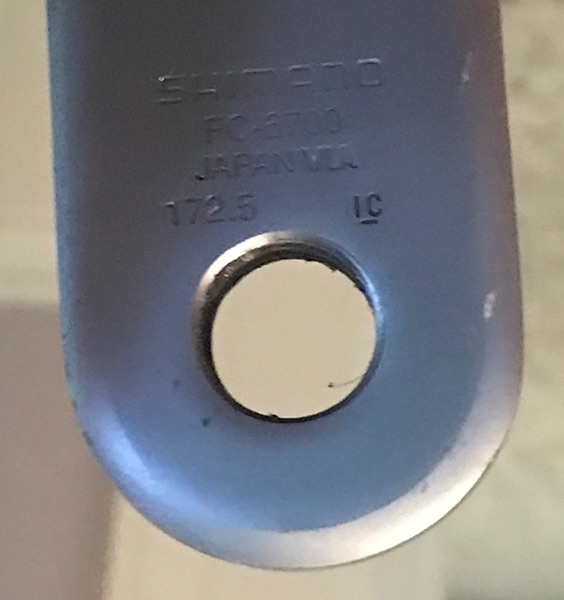 SHIMANO
FC-6700
JAPAN VIA
172.5 IC